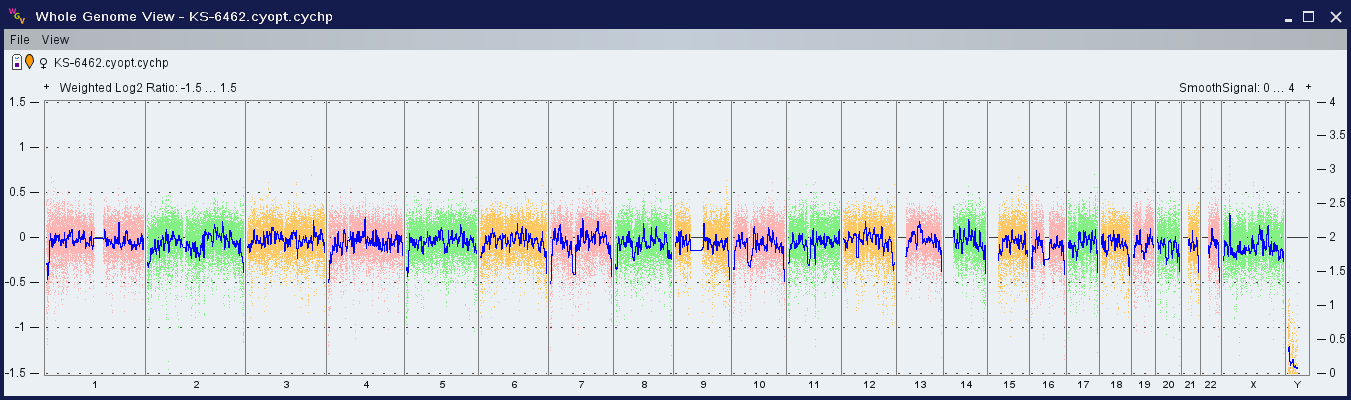 WGV Whole Genome View - KS-6462.cyopt.cychp
File View
♀ KS-6462.cyopt.cychp
+ Weighted Log2 Ratio: -1.5 ... 1.5 SmoothSignal: 0 ... 4 +
1.5 4
3.5
1 3
0.5 2.5
0 2
-0.5 1.5
-1 1
0.5
-1.5 0
1 2 3 4 5 6 7 8 9 10 11 12 13 14 15 16 17 18 19 20 21 22 X Y